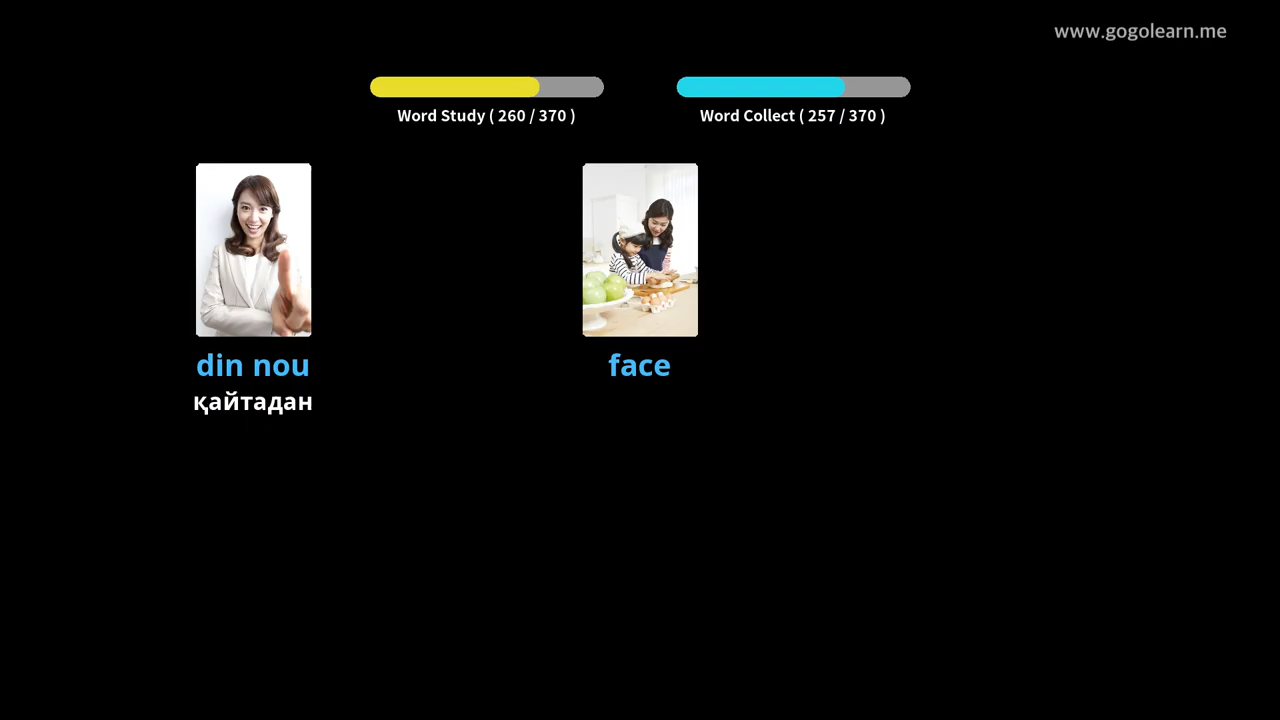 www.gogolearn.me
Word Study ( 260 / 370 )
Word Collect ( 257 / 370 )
din nou
face
қайтадан